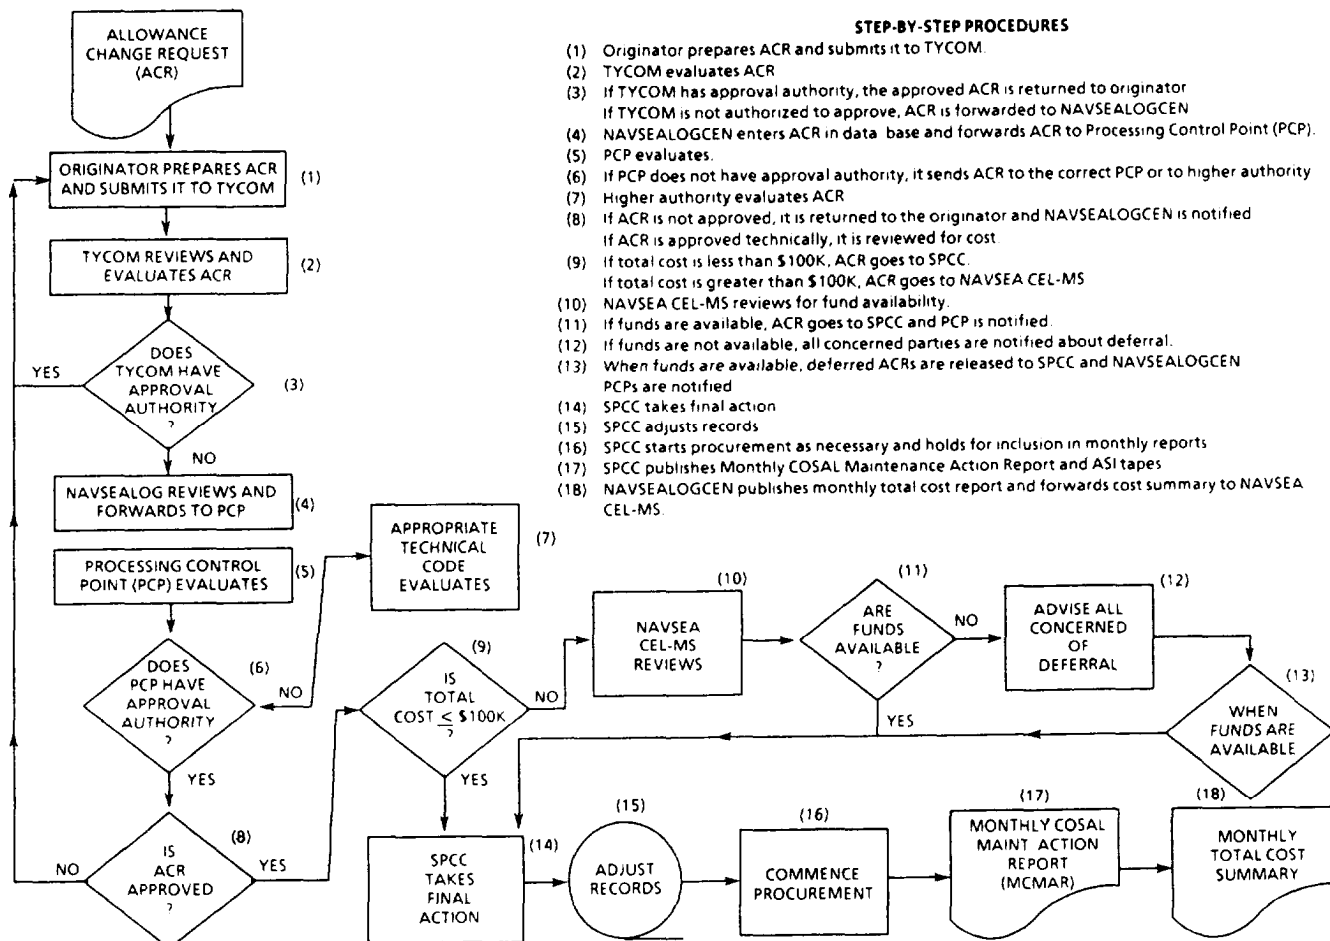 ALLOWANCE
CHANGE REQUEST
(ACR)
ORIGINATOR PREPARES ACR
AND SUBMITS IT TO TYCOM
(1)
TYCOM REVIEWS AND
EVALUATES ACR
(2)
DOES
TYCOM HAVE
APPROVAL
AUTHORITY
?
(3)
YES
NO
NAVSEALOG REVIEWS AND
FORWARDS TO PCP
(4)
PROCESSING CONTROL
POINT (PCP) EVALUATES
(5)
DOES
PCP HAVE
APPROVAL
AUTHORITY
?
(6)
NO
YES
IS
ACR
APPROVED
?
(8)
NO
YES
STEP-BY-STEP PROCEDURES
(1) Originator prepares ACR and submits it to TYCOM.
(2) TYCOM evaluates ACR
(3) If TYCOM has approval authority, the approved ACR is returned to originator
If TYCOM is not authorized to approve, ACR is forwarded to NAVSEALOGCEN
(4) NAVSEALOGCEN enters ACR in data base and forwards ACR to Processing Control Point (PCP).
(5) PCP evaluates.
(6) If PCP does not have approval authority, it sends ACR to the correct PCP or to higher authority
(7) Higher authority evaluates ACR
(8) If ACR is not approved, it is returned to the originator and NAVSEALOGCEN is notified
If ACR is approved technically, it is reviewed for cost.
(9) If total cost is less than $100K, ACR goes to SPCC.
If total cost is greater than $100K, ACR goes to NAVSEA CEL-MS
(10) NAVSEA CEL-MS reviews for fund availability.
(11) If funds are available, ACR goes to SPCC and PCP is notified.
(12) If funds are not available, all concerned parties are notified about deferral.
(13) When funds are available, deferred ACRs are released to SPCC and NAVSEALOGCEN
PCPs are notified
(14) SPCC takes final action
(15) SPCC adjusts records
(16) SPCC starts procurement as necessary and holds for inclusion in monthly reports
(17) SPCC publishes Monthly COSAL Maintenance Action Report and ASI tapes
(18) NAVSEALOGCEN publishes monthly total cost report and forwards cost summary to NAVSEA
CEL-MS.
APPROPRIATE
TECHNICAL
CODE
EVALUATES
(7)
IS
TOTAL
COST ≤ $100K
?
(9)
NO
YES
NAVSEA
CEL-MS
REVIEWS
(10)
ARE
FUNDS
AVAILABLE
?
(11)
NO
YES
ADVISE ALL
CONCERNED
OF
DEFERRAL
(12)
WHEN
FUNDS ARE
AVAILABLE
(13)
SPCC
TAKES
FINAL
ACTION
(14)
ADJUST
RECORDS
(15)
COMMENCE
PROCUREMENT
(16)
MONTHLY COSAL
MAINT ACTION
REPORT
(MCMAR)
(17)
MONTHLY
TOTAL COST
SUMMARY
(18)